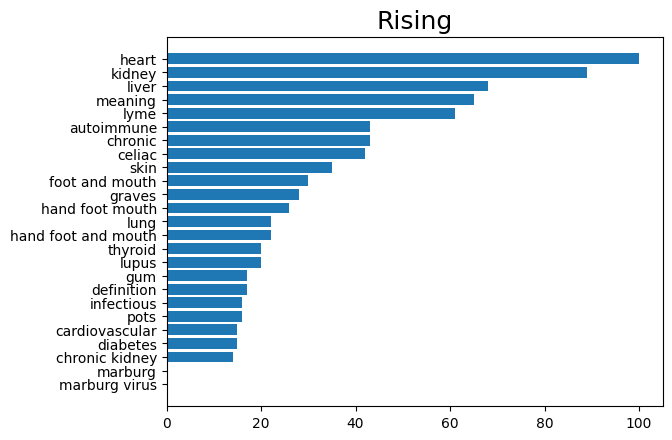 Rising
heart
kidney
liver
meaning
lyme
autoimmune
chronic
celiac
skin
foot and mouth
graves
hand foot mouth
lung
hand foot and mouth
thyroid
lupus
gum
definition
infectious
pots
cardiovascular
diabetes
chronic kidney
marburg
marburg virus
0 20 40 60 80 100